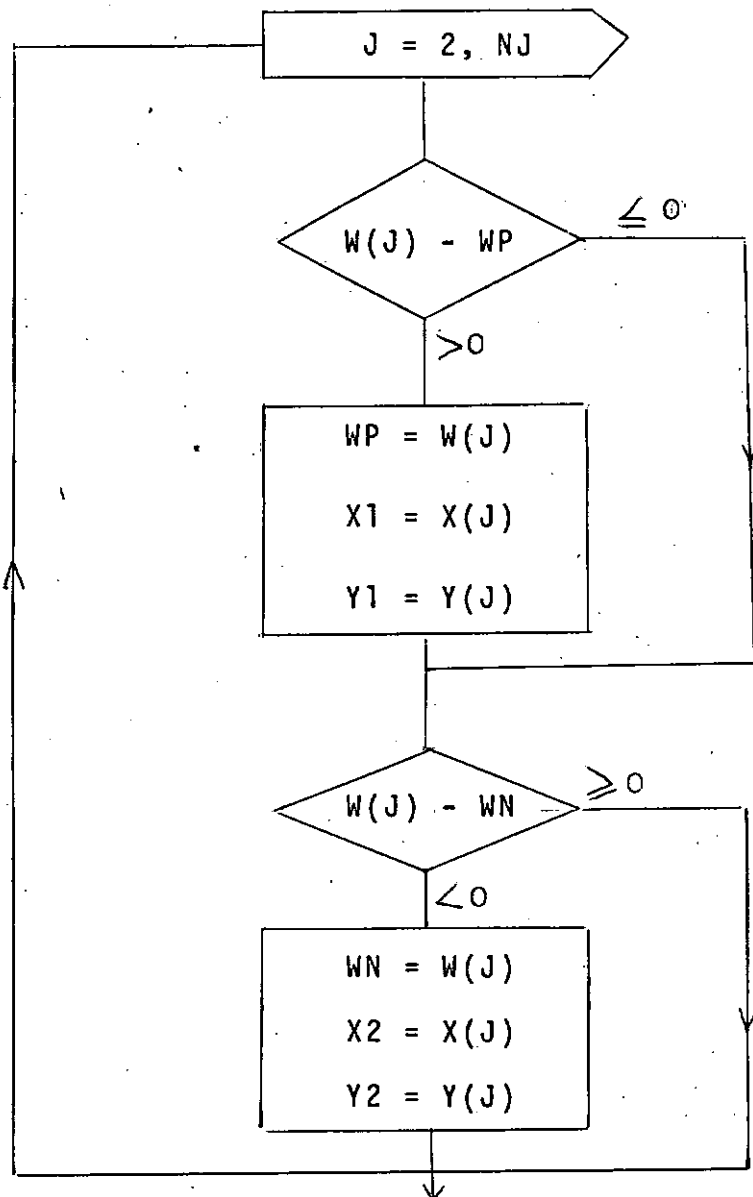 J = 2, NJ
W(J) - WP
≦ 0
>0
WP = W(J)
X1 = X(J)
Y1 = Y(J)
W(J) - WN
≧ 0
<0
WN = W(J)
X2 = X(J)
Y2 = Y(J)